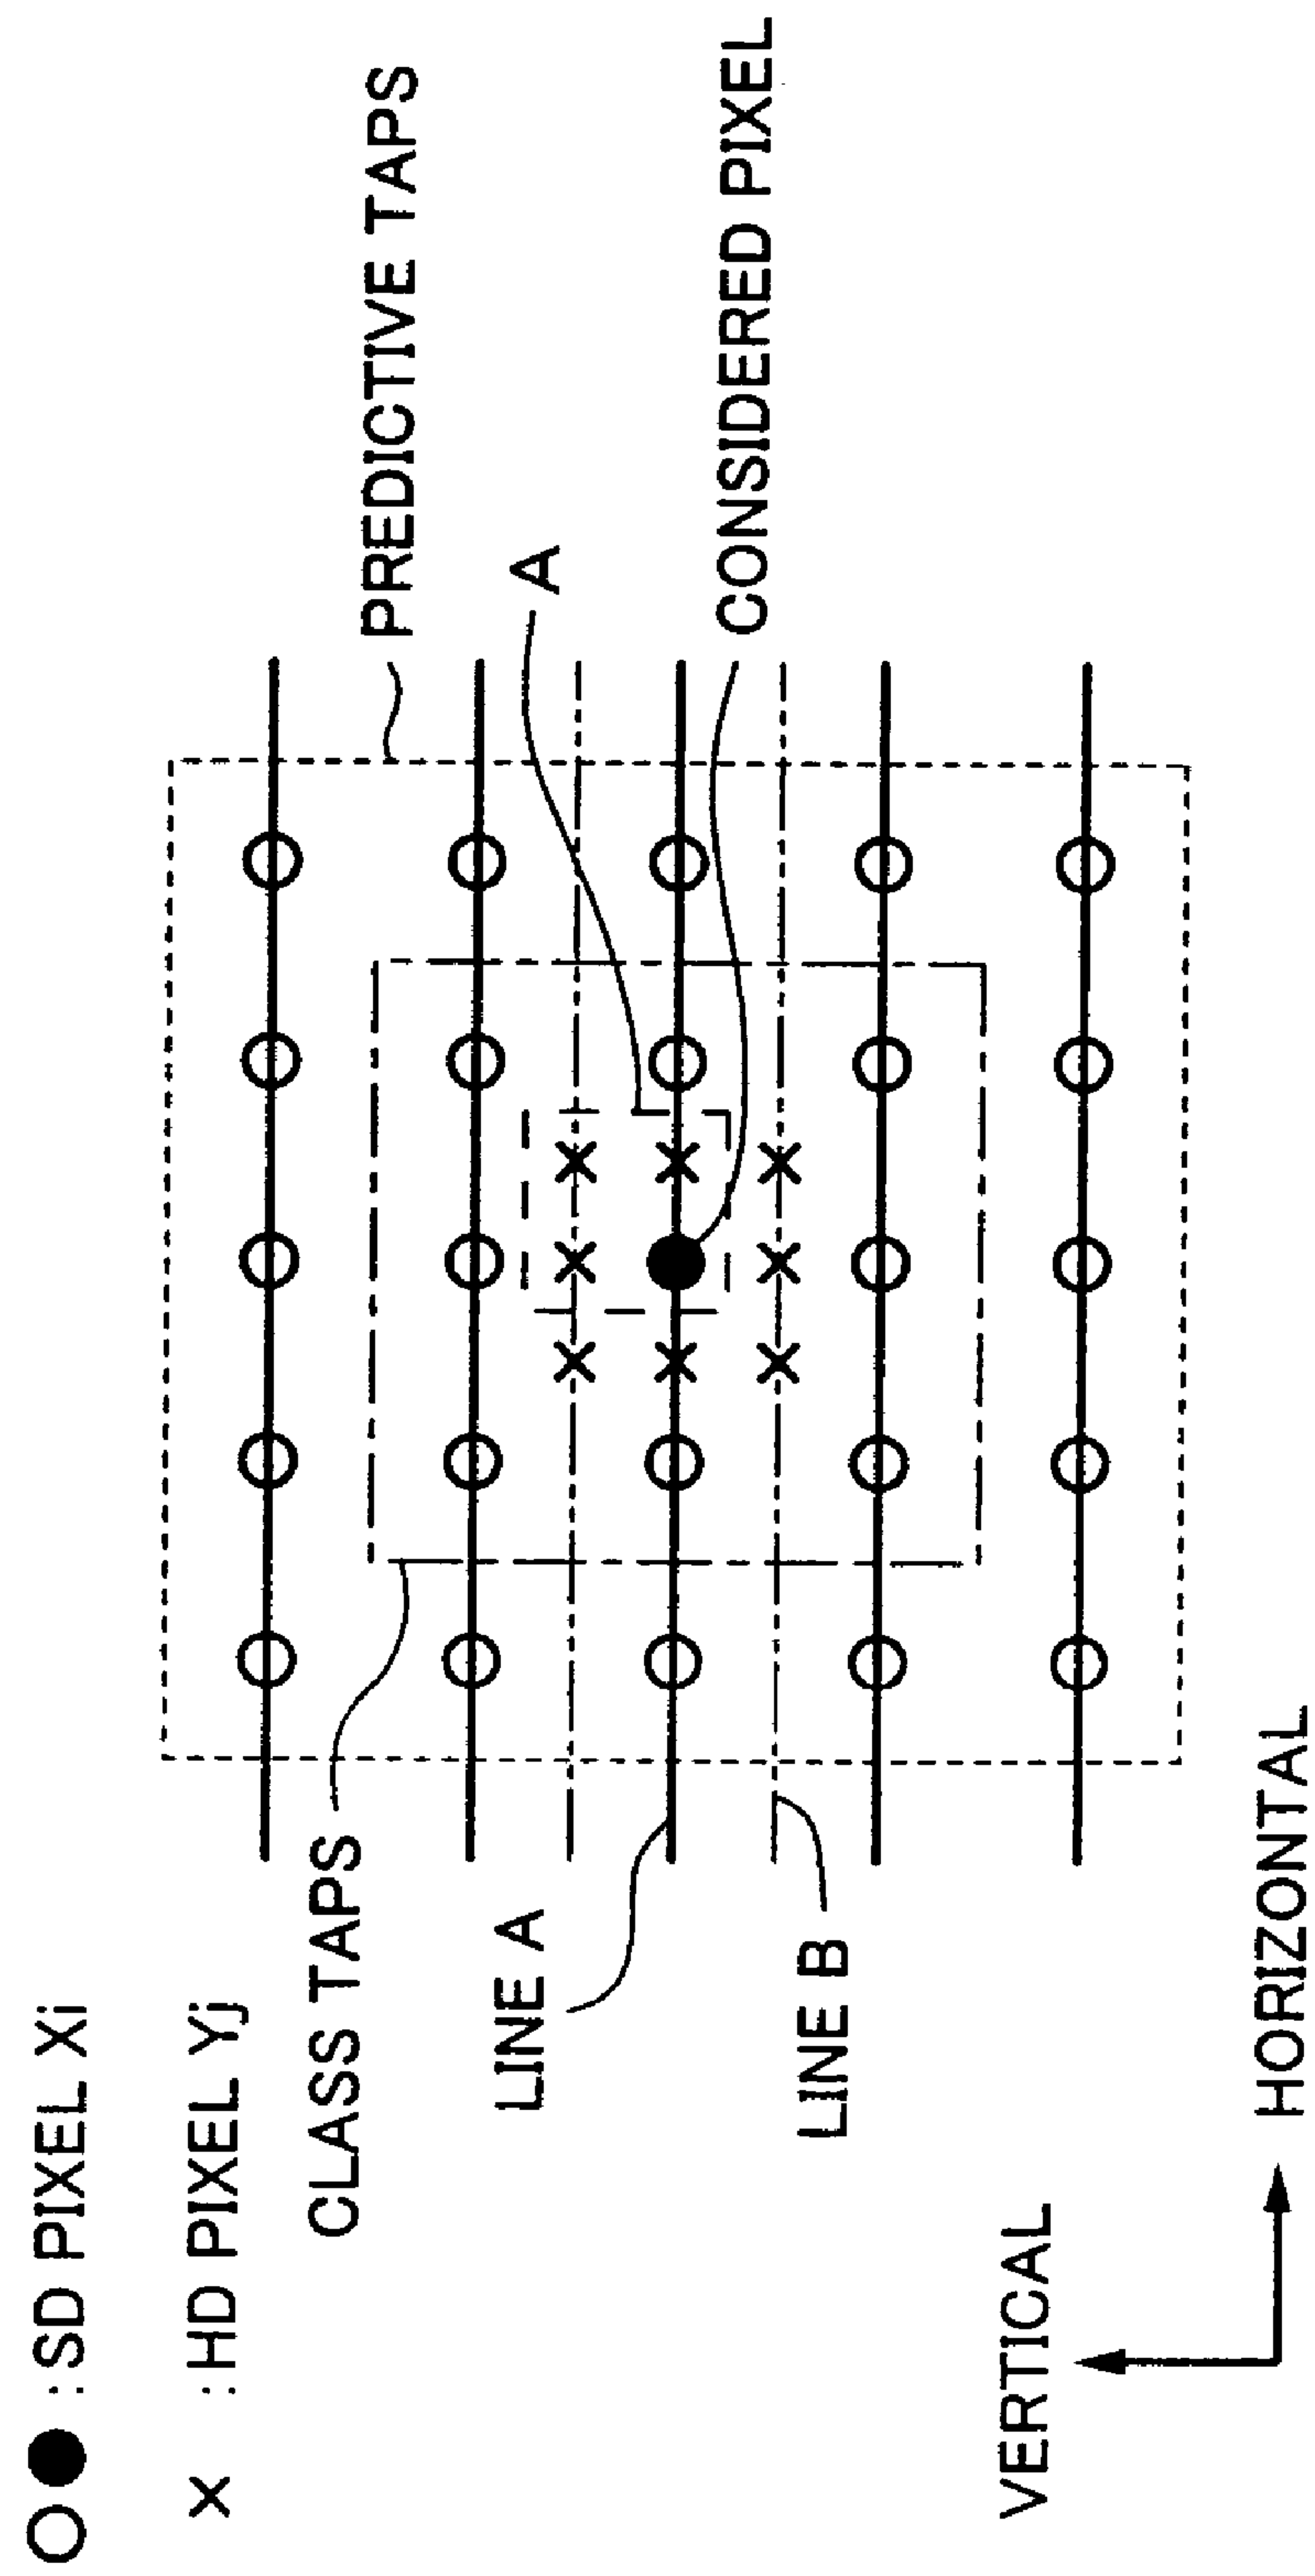 ○ ● : SD PIXEL Xi
× : HD PIXEL Yj
CLASS TAPS
PREDICTIVE TAPS
LINE A
A
LINE B
CONSIDERED PIXEL
VERTICAL
HORIZONTAL